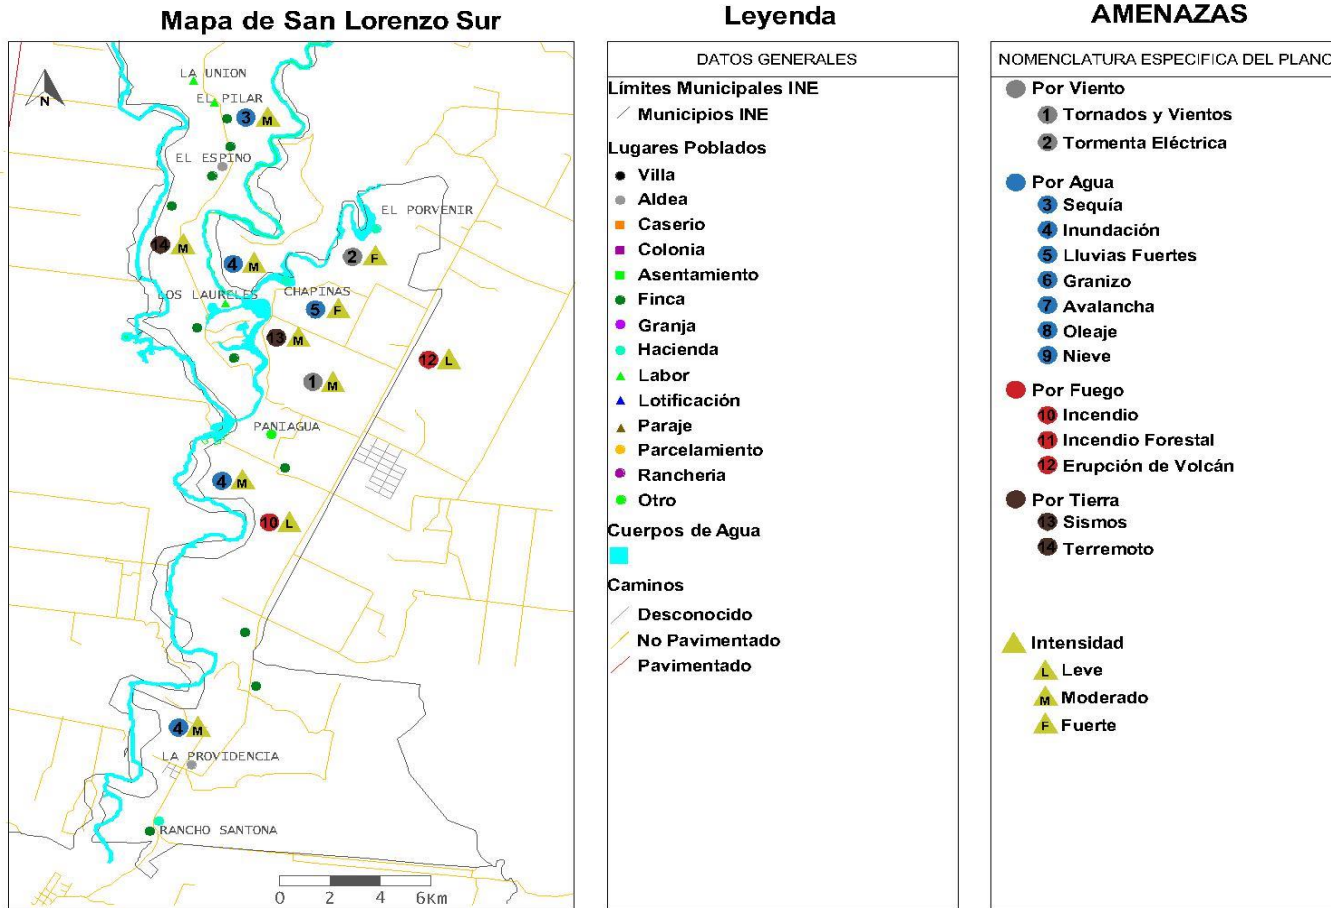 Mapa de San Lorenzo Sur
N
LA UNION
EL PILAR
3 M
EL ESPINO
EL PORVENIR
14 M
4 M
2 F
LOS LAURELES
CHAPINAS
5 F
13 M
12 L
1 M
PANIAGUA
4 M
10 L
4 M
LA PROVIDENCIA
RANCHO SANTONA
0 2 4 6Km
Leyenda
DATOS GENERALES
Límites Municipales INE
Municipios INE
Lugares Poblados
Villa
Aldea
Caserio
Colonia
Asentamiento
Finca
Granja
Hacienda
Labor
Lotificación
Paraje
Parcelamiento
Rancheria
Otro
Cuerpos de Agua
Caminos
Desconocido
No Pavimentado
Pavimentado
AMENAZAS
NOMENCLATURA ESPECIFICA DEL PLANO
Por Viento
1 Tornados y Vientos
2 Tormenta Eléctrica
Por Agua
3 Sequía
4 Inundación
5 Lluvias Fuertes
6 Granizo
7 Avalancha
8 Oleaje
9 Nieve
Por Fuego
10 Incendio
11 Incendio Forestal
12 Erupción de Volcán
Por Tierra
13 Sismos
14 Terremoto
Intensidad
L Leve
M Moderado
F Fuerte